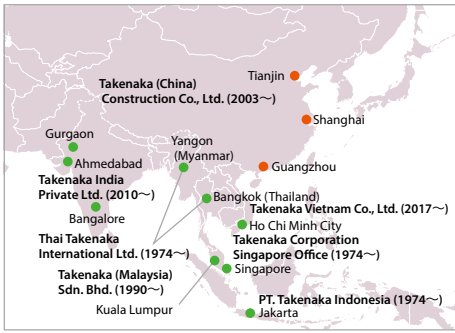 Tianjin
Takenaka (China)
Construction Co., Ltd. (2003～)
Shanghai
Gurgaon
Yangon
(Myanmar)
Ahmedabad
Guangzhou
Takenaka India
Private Ltd. (2010～)
Bangkok (Thailand)
Takenaka Vietnam Co., Ltd. (2017～)
Bangalore
Ho Chi Minh City
Thai Takenaka
International Ltd. (1974～)
Takenaka Corporation
Singapore Office (1974～)
Takenaka (Malaysia)
Sdn. Bhd. (1990～)
Singapore
Kuala Lumpur
PT. Takenaka Indonesia (1974～)
Jakarta